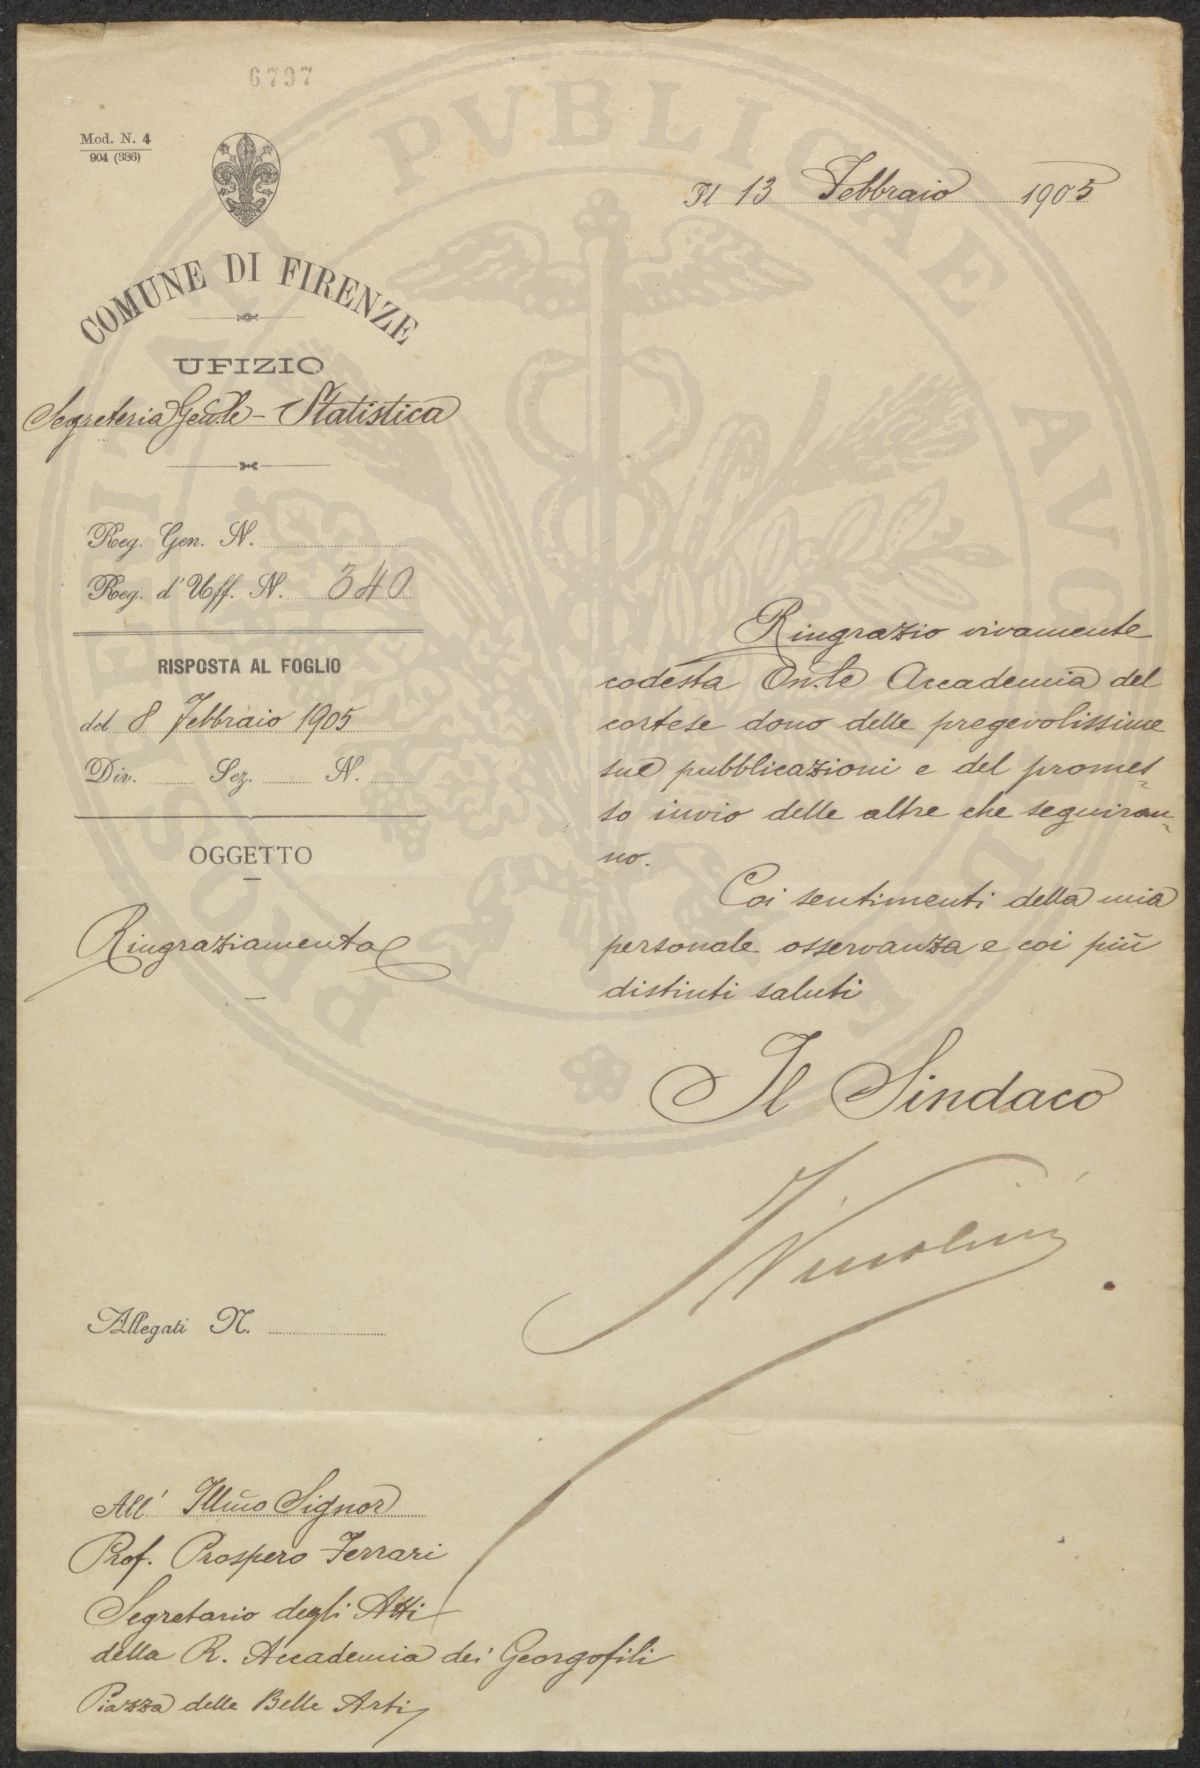 6797
Mod. N. 4
904 (336)
Il 13 Febbraio 1905
COMUNE DI FIRENZE
UFIZIO
Segreteria Gen.le - Statistica
Reg. Gen. N.
Reg. d'Uff. N. 340
RISPOSTA AL FOGLIO
del 8 Febbraio 1905
Div. Sez. N.
OGGETTO
Ringraziamento
Ringrazio vivamente
codesta On.le Accademia del
cortese dono delle pregevolissime
sue pubblicazioni e del promes-
so invio delle altre che seguiran-
no.
Coi sentimenti della mia
personale osservanza e coi più
distinti saluti
Il Sindaco
Allegati N.
All' Illm̃o Signor
Prof. Prospero Ferrari
Segretario degli Atti
della R. Accademia dei Georgofili
Piazza delle Belle Arti
PVBLICAE